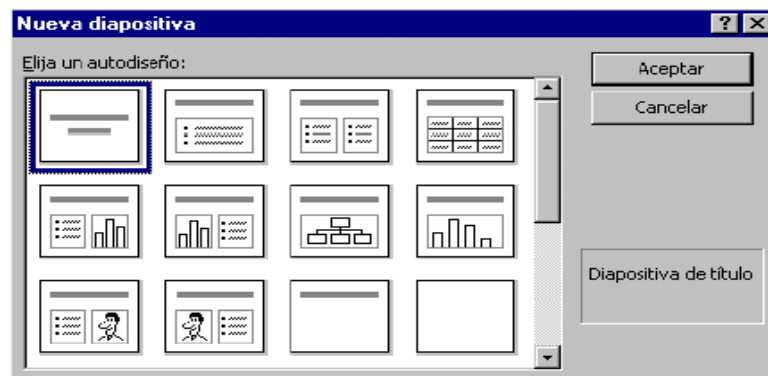 Nueva diapositiva
Elija un autodiseño:
Aceptar
Cancelar
Diapositiva de título